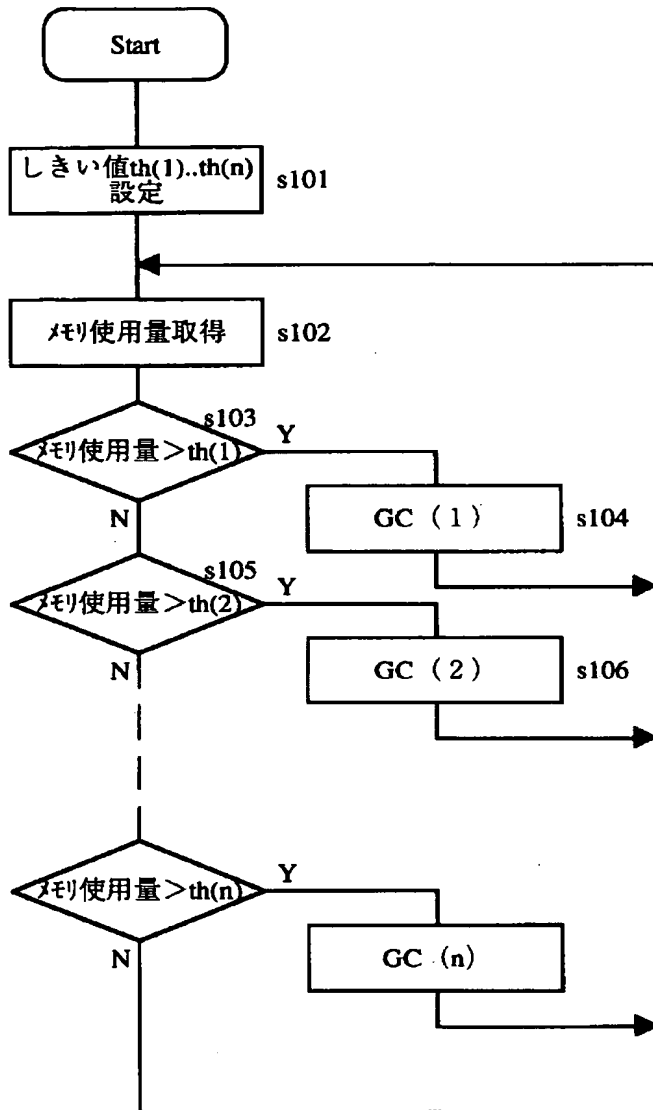 Start
しきい値th(1)..th(n)
設定
s101
ﾒﾓﾘ使用量取得
s102
s103
ﾒﾓﾘ使用量＞th(1)
Y
N
GC （1）
s104
s105
ﾒﾓﾘ使用量＞th(2)
Y
N
GC （2）
s106
ﾒﾓﾘ使用量＞th(n)
Y
N
GC （n）